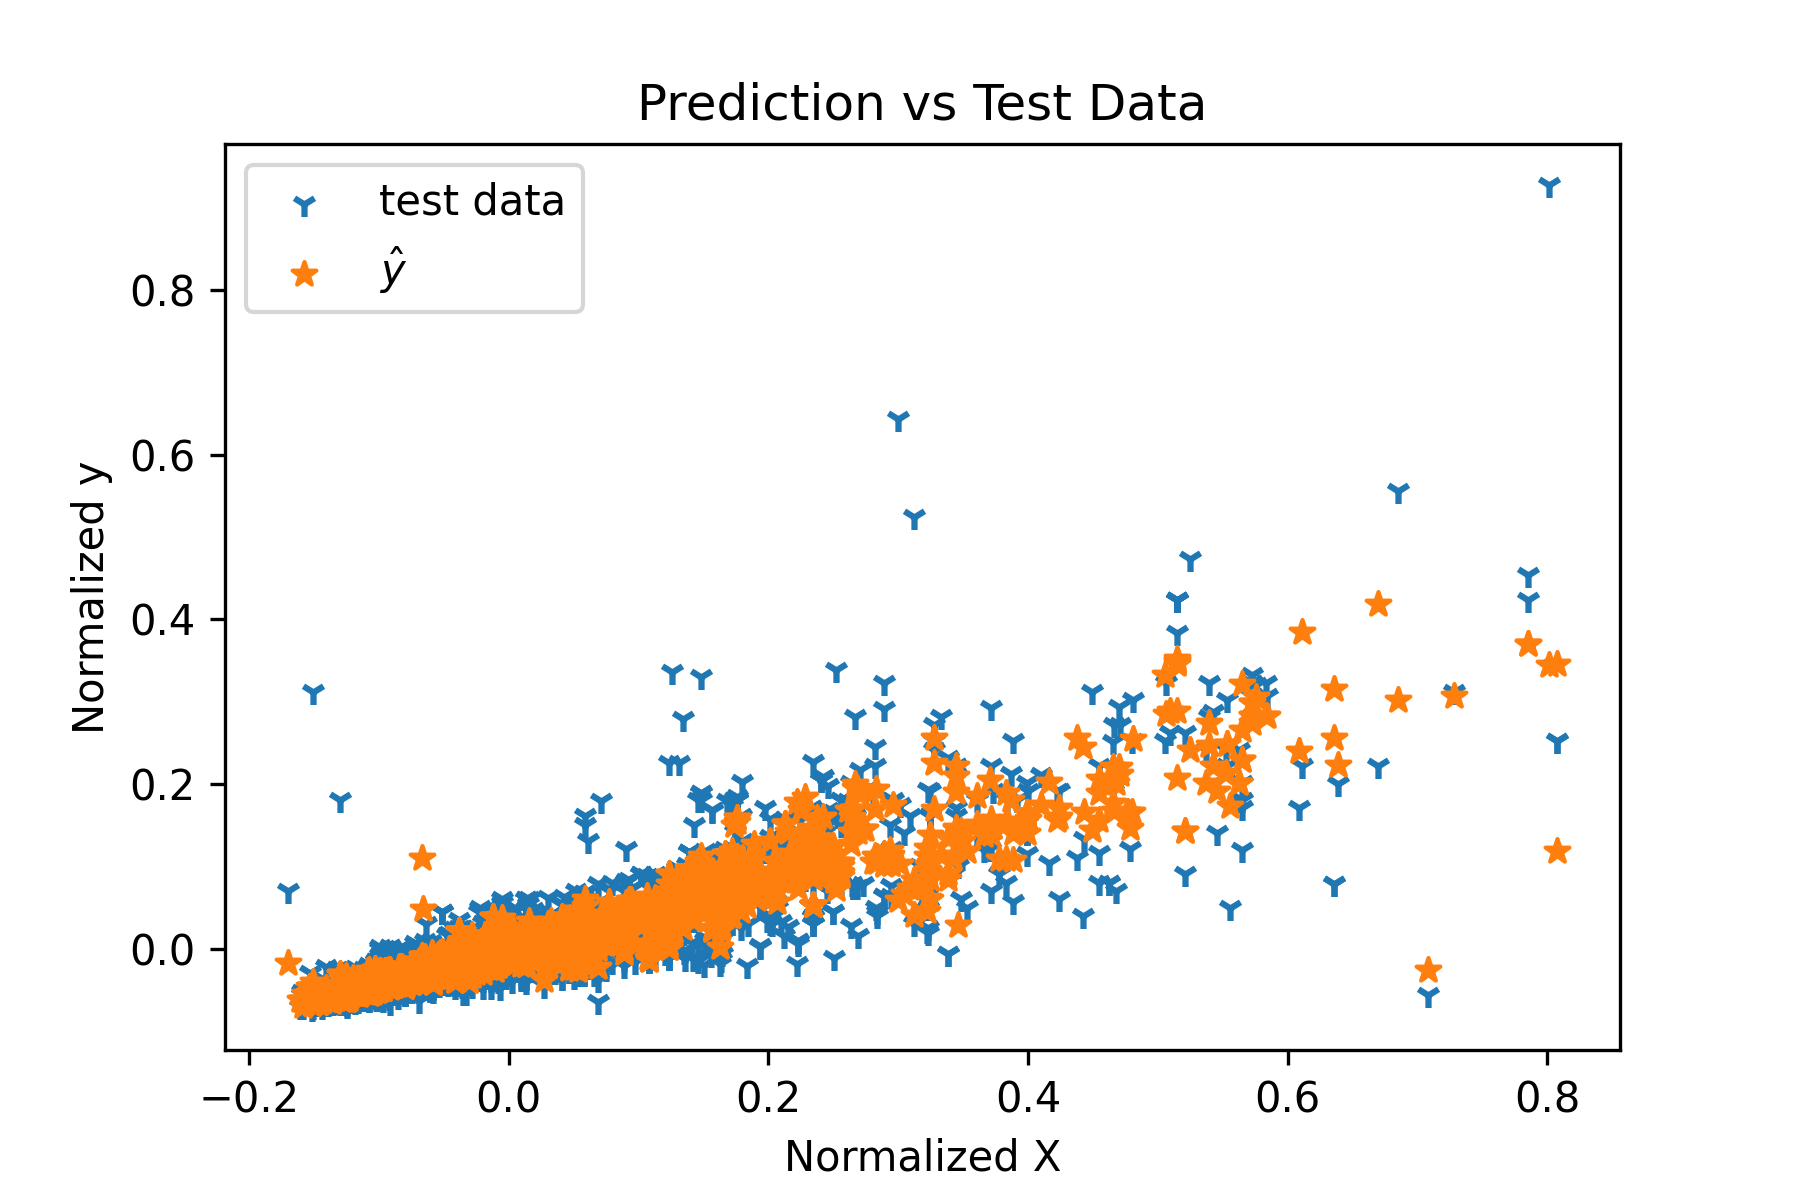 Prediction vs Test Data
test data
ŷ
Normalized y
0.8
0.6
0.4
0.2
0.0
−0.2 0.0 0.2 0.4 0.6 0.8
Normalized X